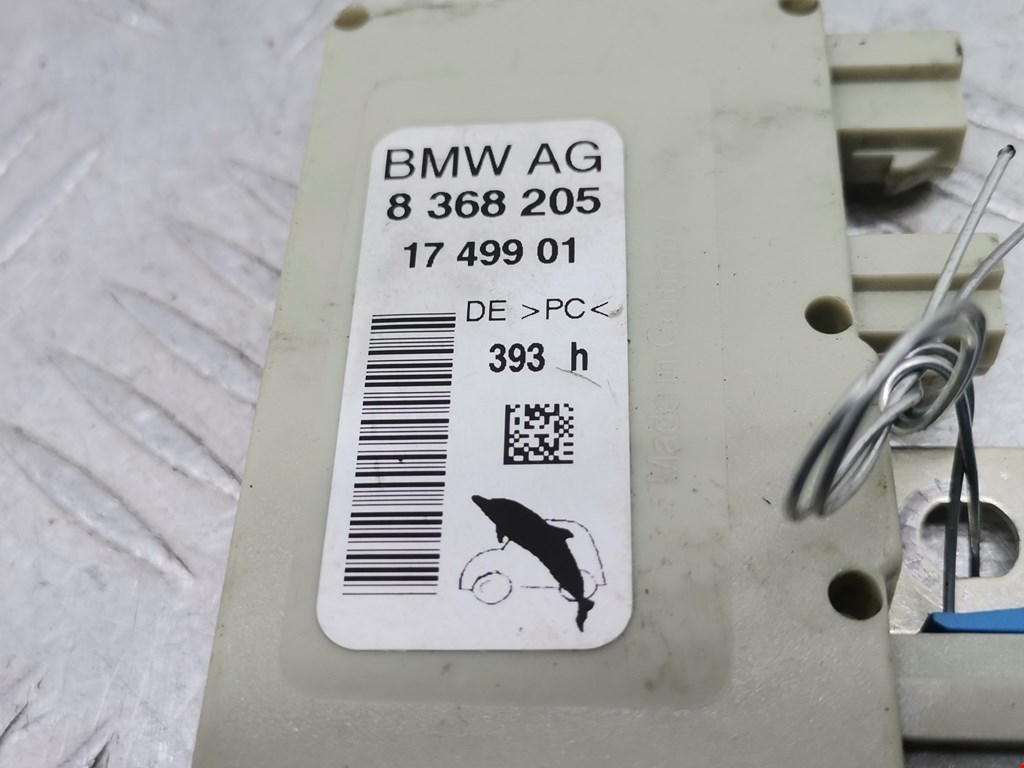 BMW AG
8 368 205
17 499 01
DE >PC<
393 h
Made in Germany